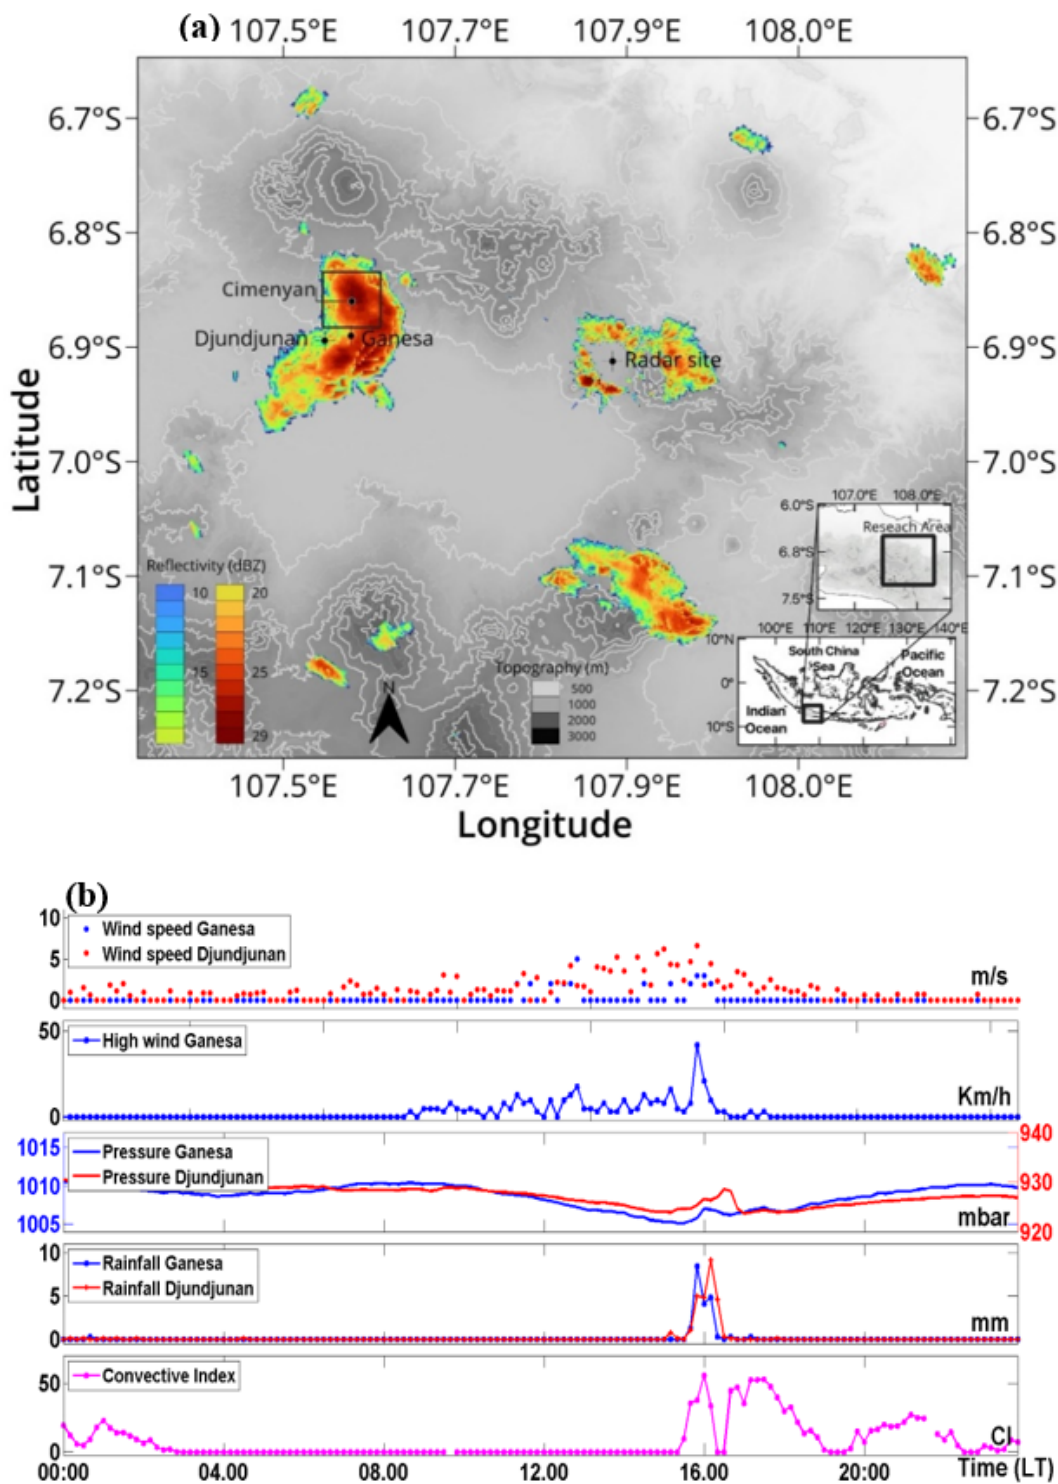 (a) 107.5°E 107.7°E 107.9°E 108.0°E
6.7°S 6.7°S
6.8°S 6.8°S
Cimenyan
Djundjunan Ganesa
6.9°S Radar site 6.9°S
Latitude
7.0°S 7.0°S
107.0°E 108.0°E
6.0°S
Reseach Area
6.8°S
7.5°S
Reflectivity (dBZ)
7.1°S 7.1°S
10 20
15 25
29
N
Topography (m)
500
1000
2000
3000
100°E 110°E 120°E 130°E 140°E
10°N
South China
Sea
Pacific
Ocean
0°
Indian
Ocean
10°S
7.2°S 7.2°S
107.5°E 107.7°E 107.9°E 108.0°E
Longitude
(b)
10
5
0
Wind speed Ganesa
Wind speed Djundjunan
m/s
50
0
High wind Ganesa
Km/h
1015
1010
1005
Pressure Ganesa
Pressure Djundjunan
940
930
920
mbar
10
5
0
Rainfall Ganesa
Rainfall Djundjunan
mm
50
0
Convective Index
CI
00:00 04.00 08.00 12.00 16.00 20:00 Time (LT)